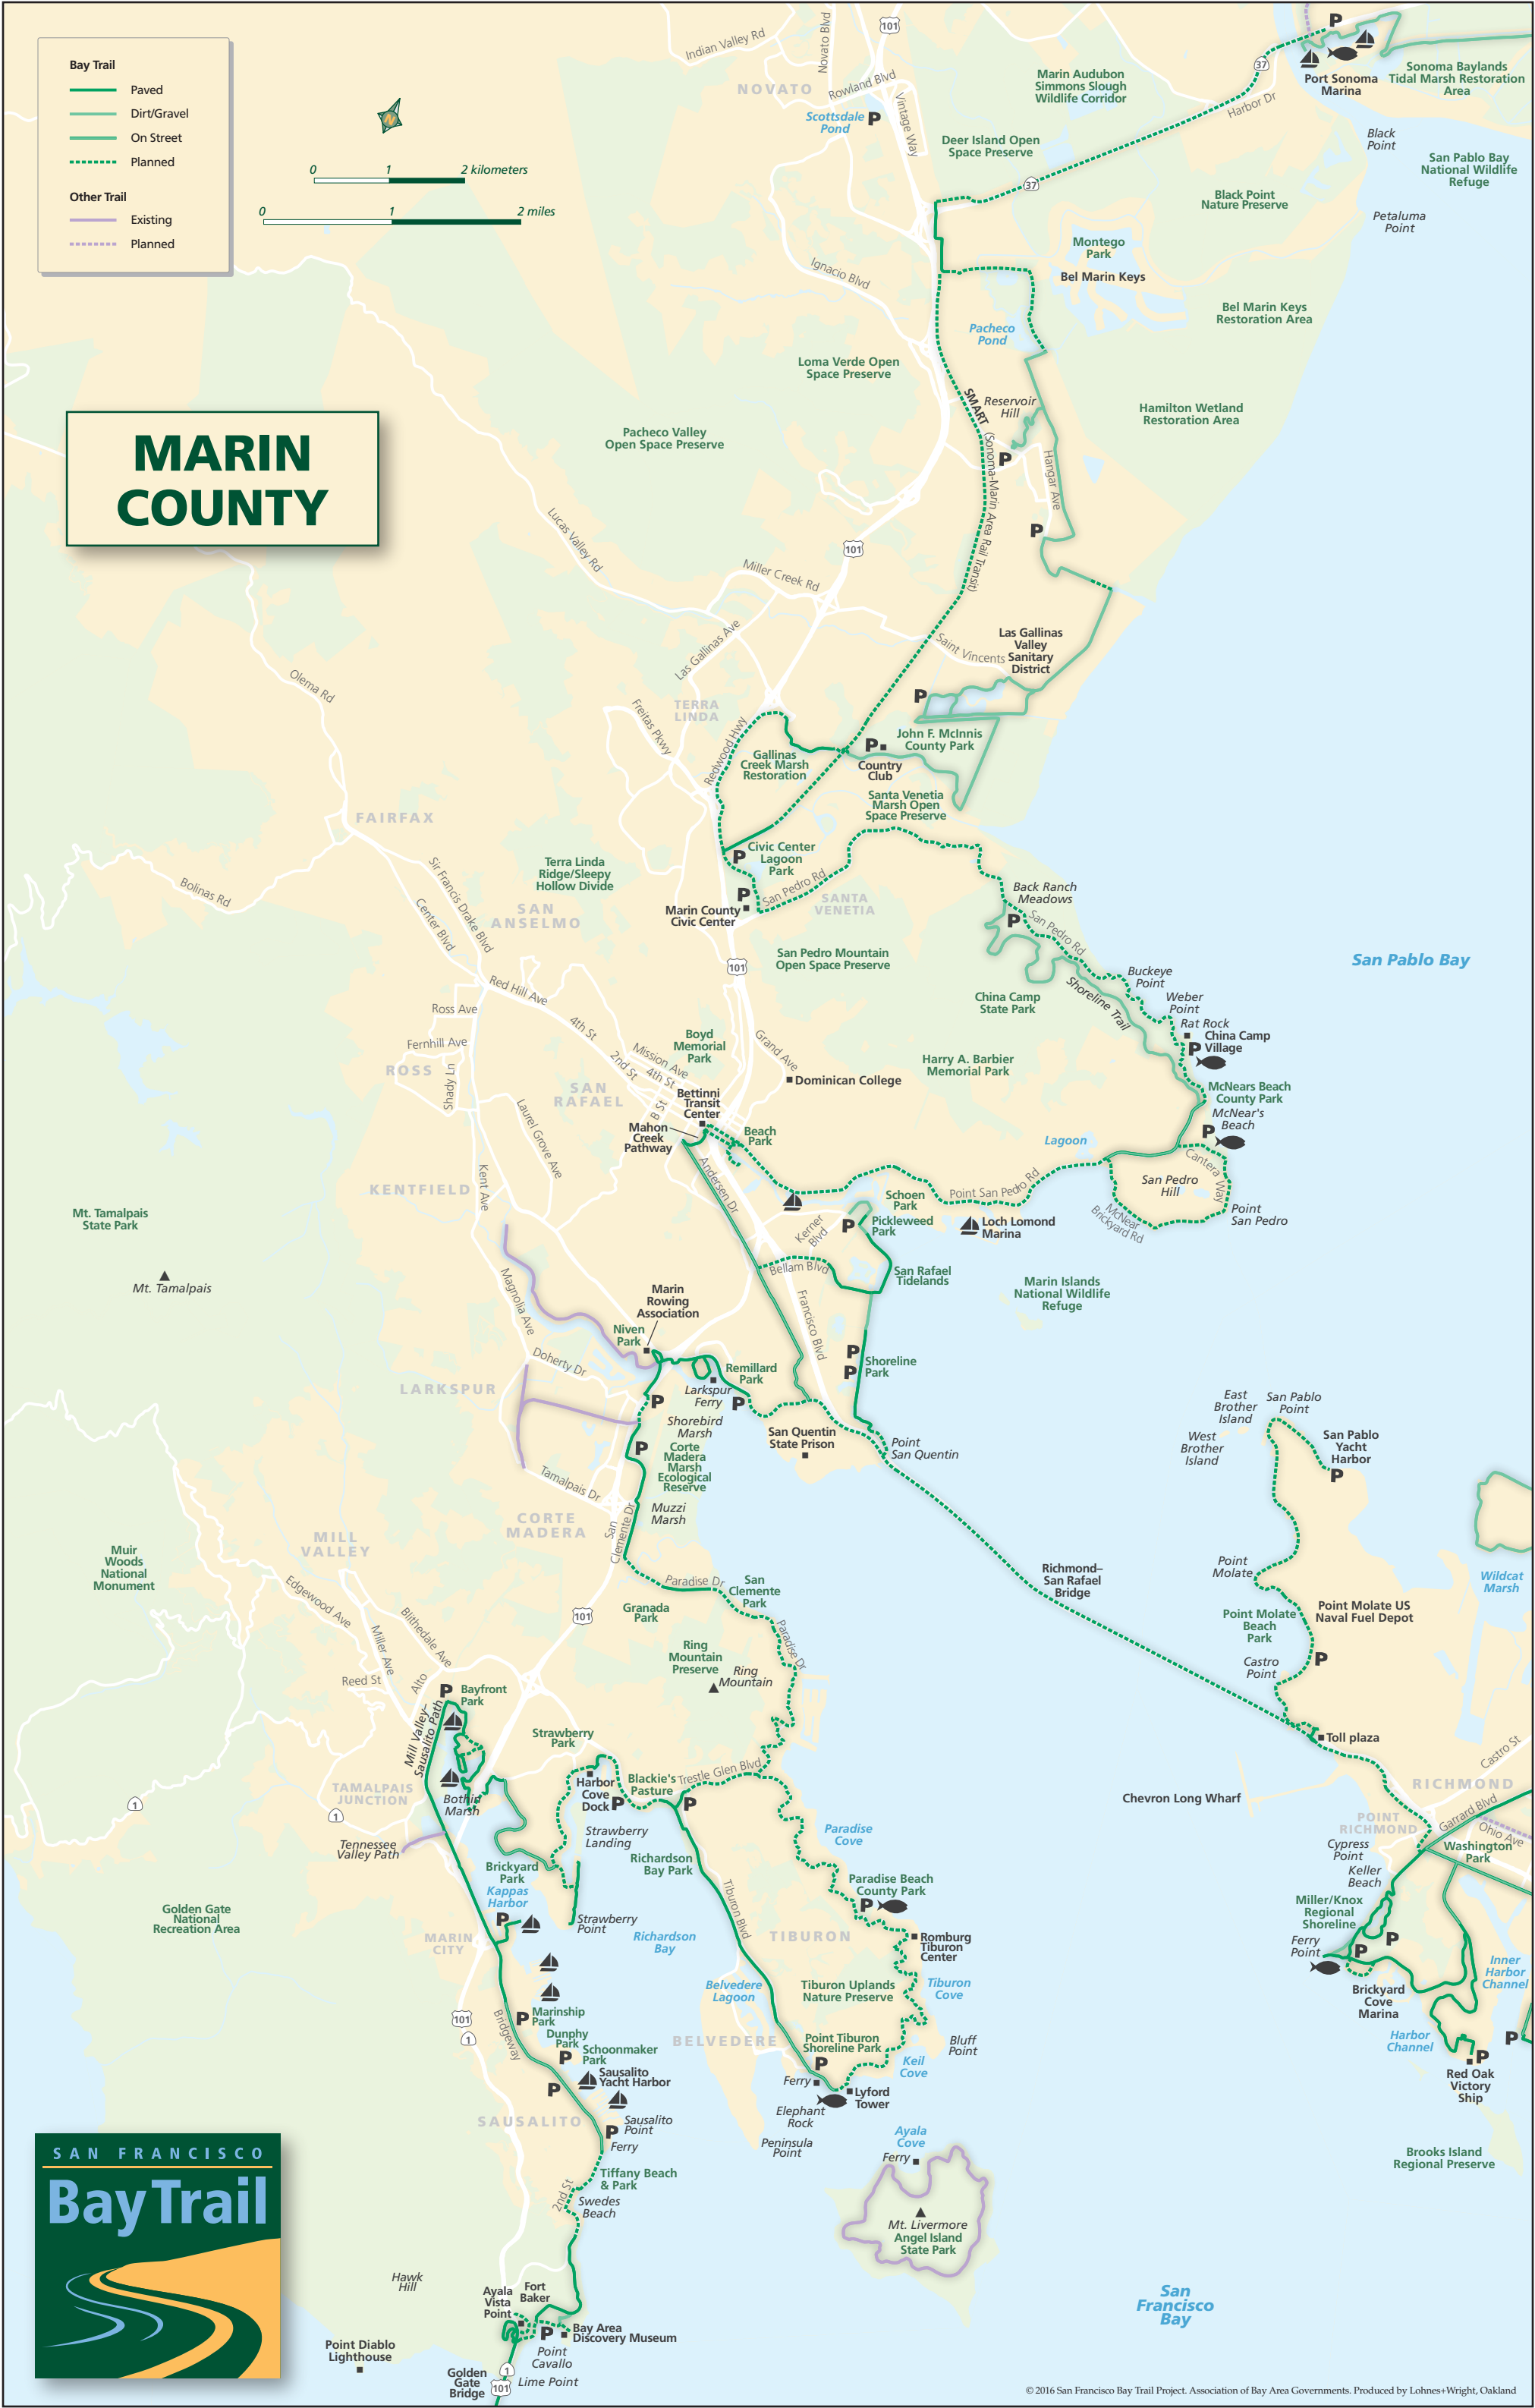 Bay Trail
Paved
Dirt/Gravel
On Street
Planned
Other Trail
Existing
Planned
N
0 1 2 kilometers
0 1 2 miles
MARIN
COUNTY
Indian Valley Rd
Novato Blvd
101
NOVATO
Rowland Blvd
Vintage Way
Scottsdale
Pond
P
Marin Audubon
Simmons Slough
Wildlife Corridor
Deer Island Open
Space Preserve
37
Harbor Dr
37
P
Port Sonoma
Marina
Sonoma Baylands
Tidal Marsh Restoration
Area
Black
Point
San Pablo Bay
National Wildlife
Refuge
Black Point
Nature Preserve
Petaluma
Point
Montego
Park
Bel Marin Keys
Ignacio Blvd
Bel Marin Keys
Restoration Area
Pacheco
Pond
Loma Verde Open
Space Preserve
SMART (Sonoma-Marin Area Rail Transit)
Reservoir
Hill
P
Hangar Ave
P
Hamilton Wetland
Restoration Area
Pacheco Valley
Open Space Preserve
Lucas Valley Rd
101
Miller Creek Rd
Las Gallinas Ave
Saint Vincents
Las Gallinas
Valley
Sanitary
District
P
Olema Rd
Freitas Pkwy
TERRA
LINDA
Redwood Hwy
Gallinas
Creek Marsh
Restoration
P
Country
Club
John F. McInnis
County Park
Santa Venetia
Marsh Open
Space Preserve
FAIRFAX
Terra Linda
Ridge/Sleepy
Hollow Divide
P
Civic Center
Lagoon
Park
P
San Pedro Rd
Marin County
Civic Center
SANTA
VENETIA
Bolinas Rd
Sir Francis Drake Blvd
Center Blvd
SAN
ANSELMO
Back Ranch
Meadows
P
San Pedro Rd
San Pedro Mountain
Open Space Preserve
101
San Pablo Bay
Buckeye
Point
Weber
Point
Shoreline Trail
China Camp
State Park
Rat Rock
China Camp
Village
P
Red Hill Ave
Ross Ave
4th St
Fernhill Ave
ROSS
Shady Ln
Mission Ave
2nd St
4th St
B St
Boyd
Memorial
Park
Grand Ave
Dominican College
Harry A. Barbier
Memorial Park
McNears Beach
County Park
McNear's
Beach
P
SAN
RAFAEL
Bettinni
Transit
Center
Mahon
Creek
Pathway
Beach
Park
Laurel Grove Ave
Lagoon
Cantera Way
San Pedro
Hill
Point
San Pedro
McNear
Brickyard Rd
Point San Pedro Rd
Loch Lomond
Marina
Schoen
Park
P
Pickleweed
Park
Kerner
Blvd
Andersen Dr
Kent Ave
KENTFIELD
Mt. Tamalpais
State Park
Mt. Tamalpais
Bellam Blvd
San Rafael
Tidelands
Marin Islands
National Wildlife
Refuge
Magnolia Ave
Marin
Rowing
Association
Francisco Blvd
Niven
Park
Doherty Dr
P
P
Shoreline
Park
LARKSPUR
P
Larkspur
Ferry
Remillard
Park
P
Shorebird
Marsh
San Quentin
State Prison
Point
San Quentin
P
Corte
Madera
Marsh
Ecological
Reserve
East
Brother
Island
San Pablo
Point
West
Brother
Island
San Pablo
Yacht
Harbor
P
Tamalpais Dr
CORTE
MADERA
San
Clemente Dr
Muzzi
Marsh
Muir
Woods
National
Monument
MILL
VALLEY
Edgewood Ave
Miller Ave
Blithedale Ave
Paradise Dr
San
Clemente
Park
Granada
Park
101
Richmond–
San Rafael
Bridge
Point
Molate
Wildcat
Marsh
Point Molate US
Naval Fuel Depot
Point Molate
Beach
Park
Castro
Point
P
Ring
Mountain
Preserve
Ring
Mountain
Paradise Dr
Reed St
Alto
P
Bayfront
Park
Mill Valley–
Sausalito Path
Strawberry
Park
Toll plaza
Castro St
TAMALPAIS
JUNCTION
1
1
Bothin
Marsh
Harbor
Cove
Dock
P
Blackie's
Pasture
Trestle Glen Blvd
P
Chevron Long Wharf
RICHMOND
Garrard Blvd
Ohio Ave
POINT
RICHMOND
Washington
Park
Tennessee
Valley Path
Strawberry
Landing
Paradise
Cove
Cypress
Point
Keller
Beach
Richardson
Bay Park
Brickyard
Park
Kappas
Harbor
P
Tiburon Blvd
Paradise Beach
County Park
P
Miller/Knox
Regional
Shoreline
Golden Gate
National
Recreation Area
Strawberry
Point
MARIN
CITY
Richardson
Bay
TIBURON
Romburg
Tiburon
Center
Ferry
Point
P
P
Inner
Harbor
Channel
Belvedere
Lagoon
Tiburon Uplands
Nature Preserve
Tiburon
Cove
Brickyard
Cove
Marina
101
1
Bridgeway
P
Marinship
Park
Dunphy
Park
P
Schoonmaker
Park
BELVEDERE
Point Tiburon
Shoreline Park
P
Bluff
Point
Keil
Cove
Harbor
Channel
P
P
Red Oak
Victory
Ship
P
Sausalito
Yacht Harbor
Ferry
Lyford
Tower
SAUSALITO
Sausalito
Point
P
Ferry
Elephant
Rock
Peninsula
Point
Ayala
Cove
Ferry
Brooks Island
Regional Preserve
Tiffany Beach
& Park
2nd St
Swedes
Beach
Mt. Livermore
Angel Island
State Park
SAN FRANCISCO
Bay Trail
Hawk
Hill
Ayala
Vista
Point
Fort
Baker
P
Bay Area
Discovery Museum
San
Francisco
Bay
Point Diablo
Lighthouse
Point
Cavallo
Golden
Gate
Bridge
1
101
Lime Point
© 2016 San Francisco Bay Trail Project. Association of Bay Area Governments. Produced by Lohnes+Wright, Oakland